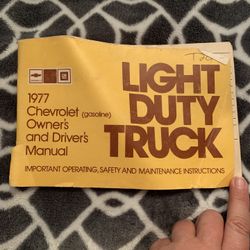 1977
Chevrolet (gasoline)
Owner's
and Driver's
Manual
LIGHT
DUTY
TRUCK
IMPORTANT OPERATING, SAFETY AND MAINTENANCE INSTRUCTIONS